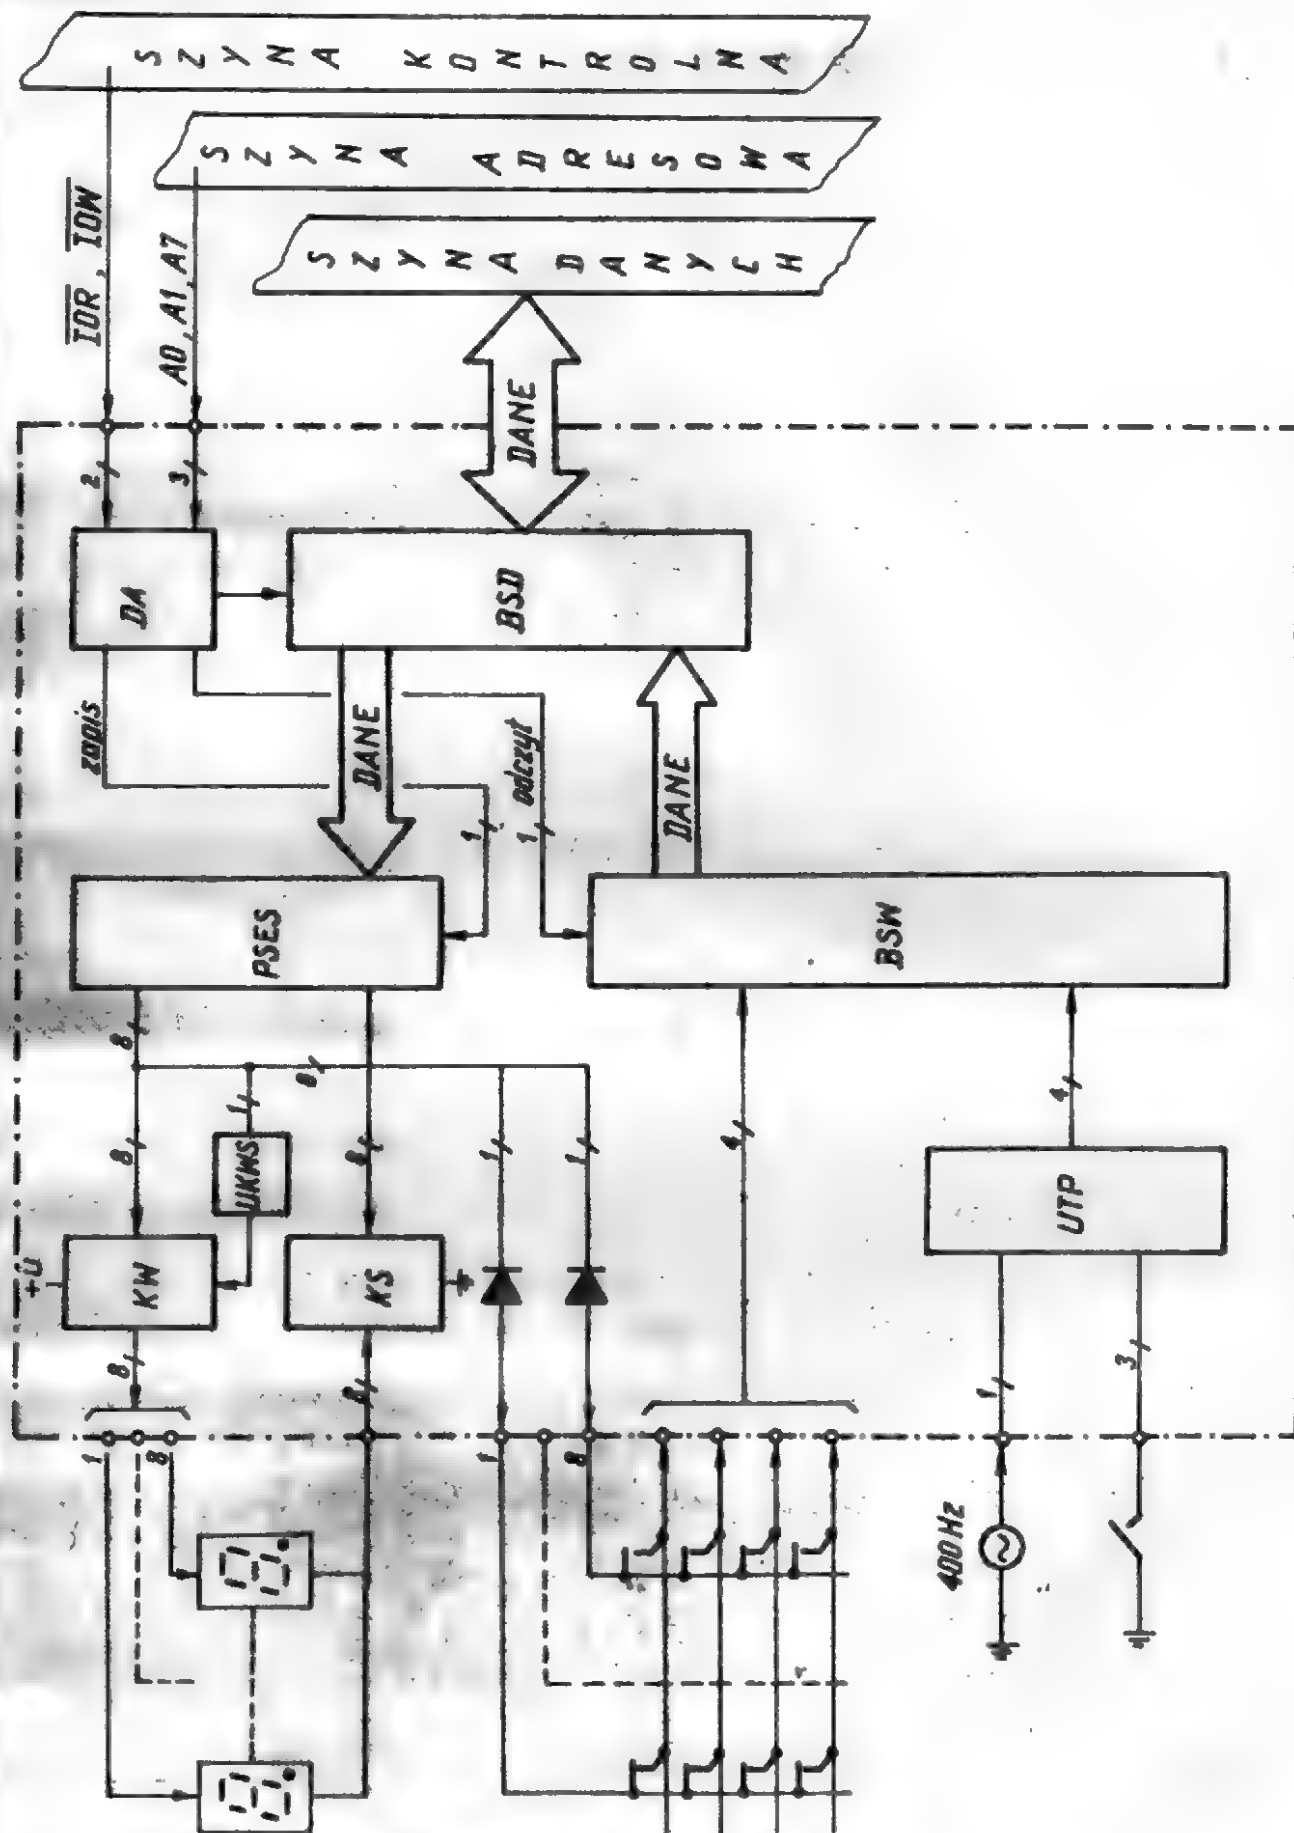 SZYNA KONTROLNA
SZYNA ADRESOWA
SZYNA DANYCH
IOR, IOW
A0, A1, A7
DANE
2
3
DA
BSD
zapis
DANE
1
1
odczyt
DANE
PSES
BSW
8
8
8
1
UKWS
8
1
1
4
4
+U
KW
KS
UTP
8
8
1
3
1
8
1
8
400Hz